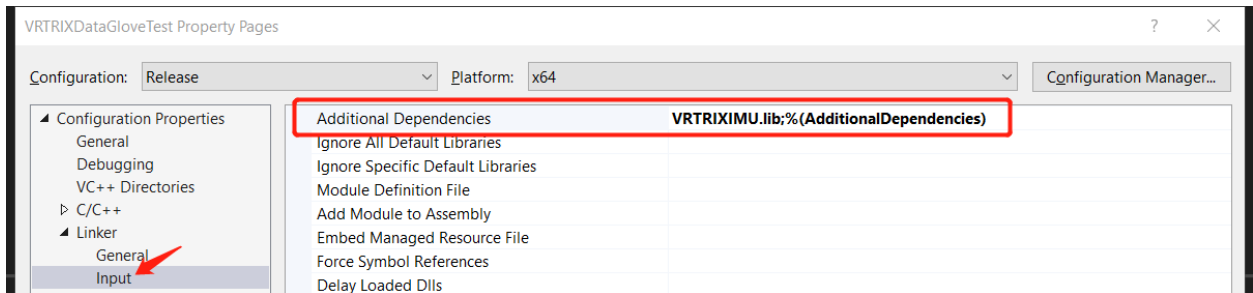 VRTRIXDataGloveTest Property Pages ? ×
Configuration: Release Platform: x64 Configuration Manager...
Configuration Properties
General
Debugging
VC++ Directories
C/C++
Linker
General
Input
Additional Dependencies VRTRIXIMU.lib;%(AdditionalDependencies)
Ignore All Default Libraries
Ignore Specific Default Libraries
Module Definition File
Add Module to Assembly
Embed Managed Resource File
Force Symbol References
Delay Loaded Dlls